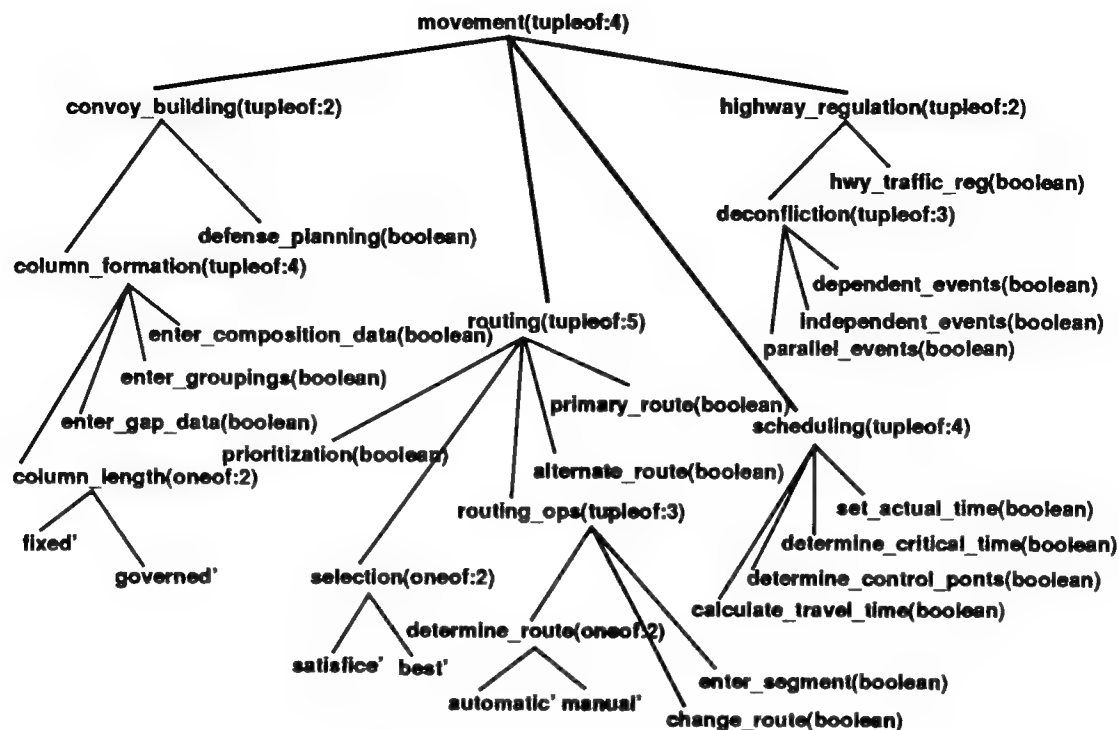 movement(tupleof:4)
convoy_building(tupleof:2)
highway_regulation(tupleof:2)
hwy_traffic_reg(boolean)
deconfliction(tupleof:3)
defense_planning(boolean)
column_formation(tupleof:4)
dependent_events(boolean)
independent_events(boolean)
routing(tupleof:5)
enter_composition_data(boolean)
parallel_events(boolean)
enter_groupings(boolean)
primary_route(boolean)
enter_gap_data(boolean)
scheduling(tupleof:4)
prioritization(boolean)
column_length(oneof:2)
alternate_route(boolean)
routing_ops(tupleof:3)
set_actual_time(boolean)
fixed'
determine_critical_time(boolean)
governed'
selection(oneof:2)
determine_control_ponts(boolean)
calculate_travel_time(boolean)
determine_route(oneof:2)
satisfice' best'
enter_segment(boolean)
automatic' manual'
change_route(boolean)